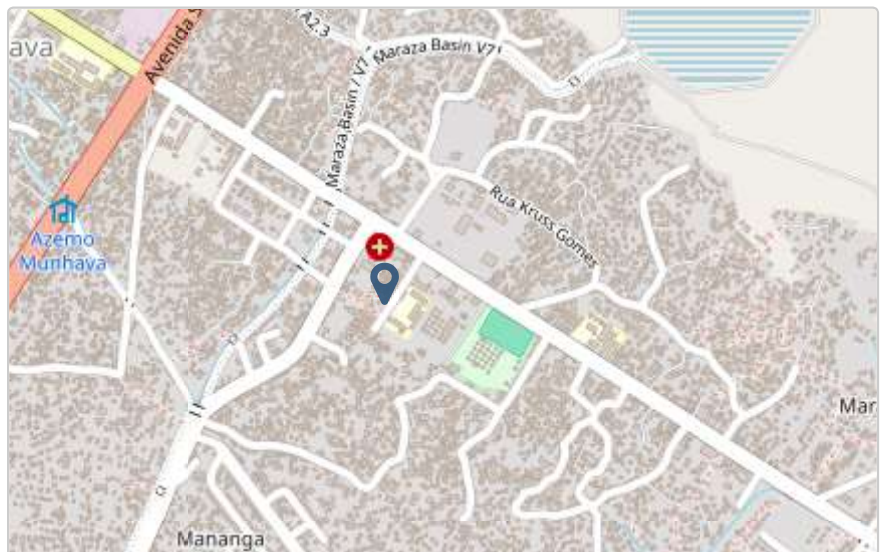 A2.3
Maraza Basin V7
ava
Avenida S
Maraza Basin / V7
Rua Kruss Gomes
Azemo
Munhava
Mar
Mananga